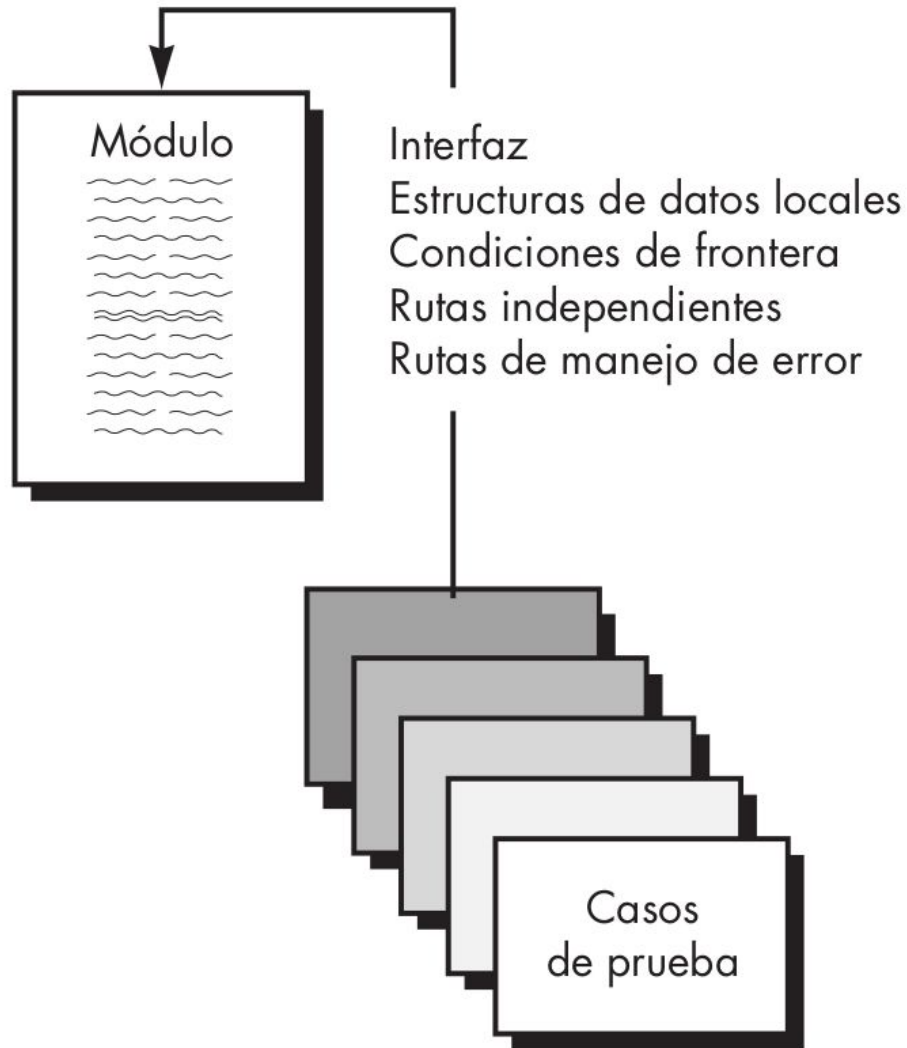 Módulo
Interfaz
Estructuras de datos locales
Condiciones de frontera
Rutas independientes
Rutas de manejo de error
Casos
de prueba